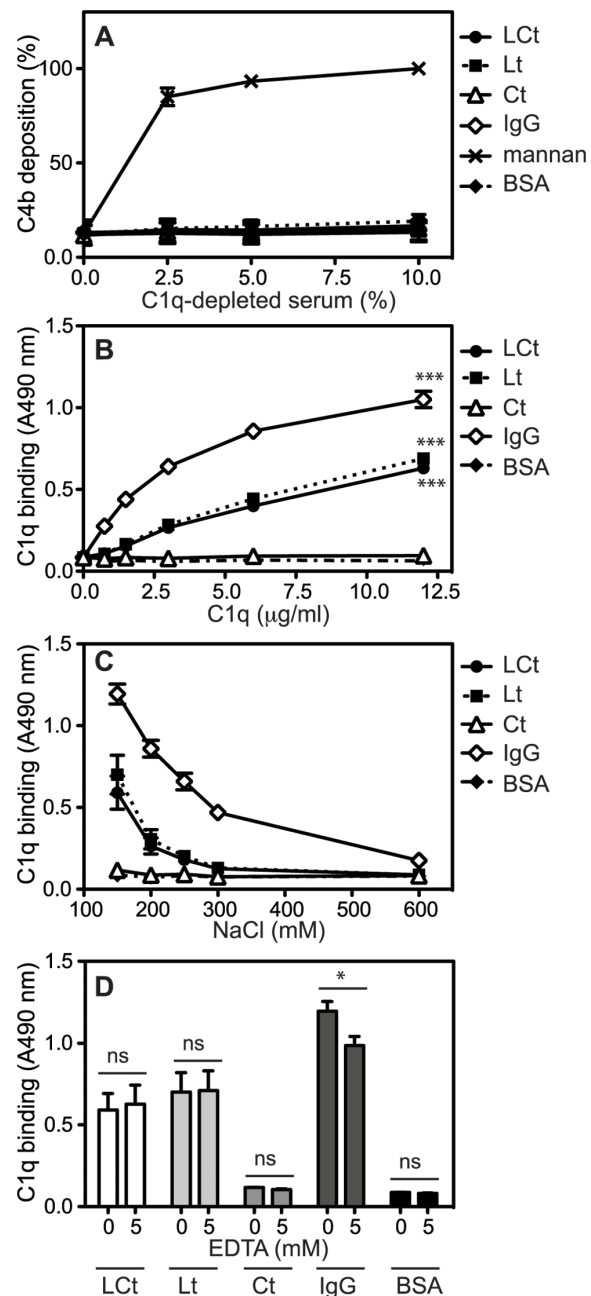 A
C4b deposition (%)
100
50
0.0
0.0 2.5 5.0 7.5 10.0
C1q-depleted serum (%)
LCt
Lt
Ct
IgG
mannan
BSA
B
C1q binding (A490 nm)
1.5
1.0
0.5
0.0
***
***
***
0.0 2.5 5.0 7.5 10.0 12.5
C1q (µg/ml)
LCt
Lt
Ct
IgG
BSA
C
C1q binding (A490 nm)
1.5
1.0
0.5
0.0
100 200 300 400 500 600
NaCl (mM)
LCt
Lt
Ct
IgG
BSA
D
C1q binding (A490 nm)
1.5
1.0
0.5
0.0
ns ns ns * ns
0 5 0 5 0 5 0 5 0 5
EDTA (mM)
LCt Lt Ct IgG BSA